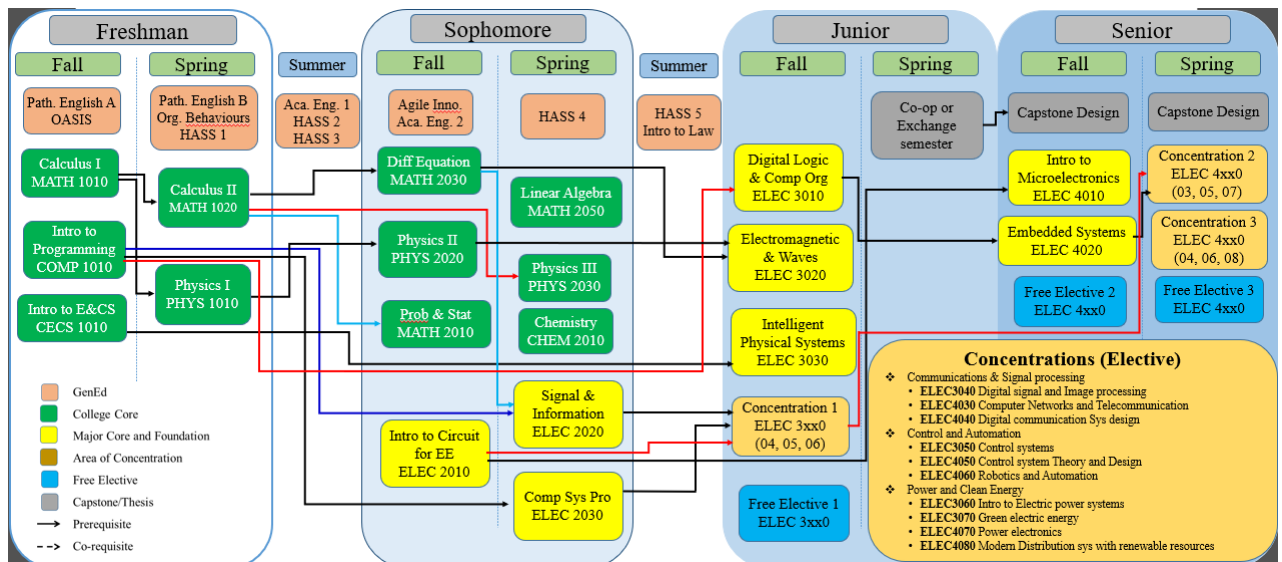 Freshman
Sophomore
Junior
Senior
Fall
Spring
Summer
Fall
Spring
Summer
Fall
Spring
Fall
Spring
Path. English A
OASIS
Path. English B
Org. Behaviours
HASS 1
Aca. Eng. 1
HASS 2
HASS 3
Agile Inno.
Aca. Eng. 2
HASS 4
HASS 5
Intro to Law
Co-op or
Exchange
semester
Capstone Design
Capstone Design
Calculus I
MATH 1010
Calculus II
MATH 1020
Intro to
Programming
COMP 1010
Physics I
PHYS 1010
Intro to E&CS
CECS 1010
Diff Equation
MATH 2030
Linear Algebra
MATH 2050
Physics II
PHYS 2020
Physics III
PHYS 2030
Prob & Stat
MATH 2010
Chemistry
CHEM 2010
Signal &
Information
ELEC 2020
Intro to Circuit
for EE
ELEC 2010
Comp Sys Pro
ELEC 2030
Digital Logic
& Comp Org
ELEC 3010
Electromagnetic
& Waves
ELEC 3020
Intelligent
Physical Systems
ELEC 3030
Concentration 1
ELEC 3xx0
(04, 05, 06)
Free Elective 1
ELEC 3xx0
Intro to
Microelectronics
ELEC 4010
Embedded Systems
ELEC 4020
Free Elective 2
ELEC 4xx0
Concentration 2
ELEC 4xx0
(03, 05, 07)
Concentration 3
ELEC 4xx0
(04, 06, 08)
Free Elective 3
ELEC 4xx0
GenEd
College Core
Major Core and Foundation
Area of Concentration
Free Elective
Capstone/Thesis
Prerequisite
Co-requisite
Concentrations (Elective)
❖ Communications & Signal processing
• ELEC3040 Digital signal and Image processing
• ELEC4030 Computer Networks and Telecommunication
• ELEC4040 Digital communication Sys design
❖ Control and Automation
• ELEC3050 Control systems
• ELEC4050 Control system Theory and Design
• ELEC4060 Robotics and Automation
❖ Power and Clean Energy
• ELEC3060 Intro to Electric power systems
• ELEC3070 Green electric energy
• ELEC4070 Power electronics
• ELEC4080 Modern Distribution sys with renewable resources